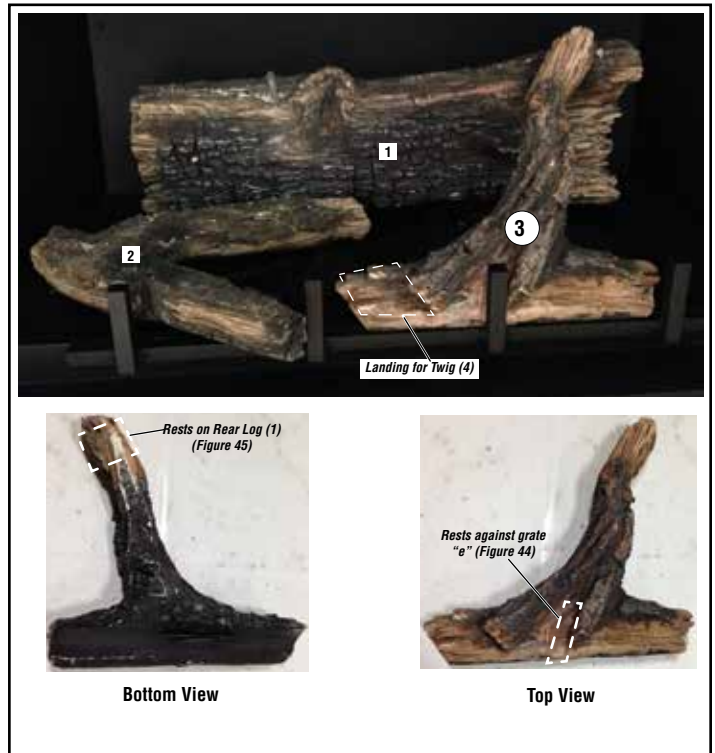 1
2
3
Landing for Twig (4)
Rests on Rear Log (1)
(Figure 45)
Rests against grate
“e” (Figure 44)
Bottom View
Top View